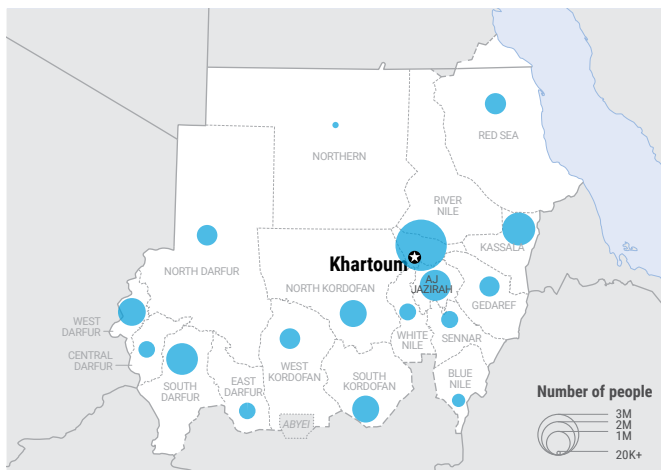 RED SEA
NORTHERN
RIVER
NILE
KASSALA
Khartoum
NORTH DARFUR
AJ
JAZIRAH
NORTH KORDOFAN
GEDAREF
WEST
DARFUR
WHITE
NILE
SENNAR
CENTRAL
DARFUR
WEST
KORDOFAN
SOUTH
KORDOFAN
BLUE
NILE
SOUTH
DARFUR
EAST
DARFUR
ABYEI
Number of people
3M
2M
1M
20K+